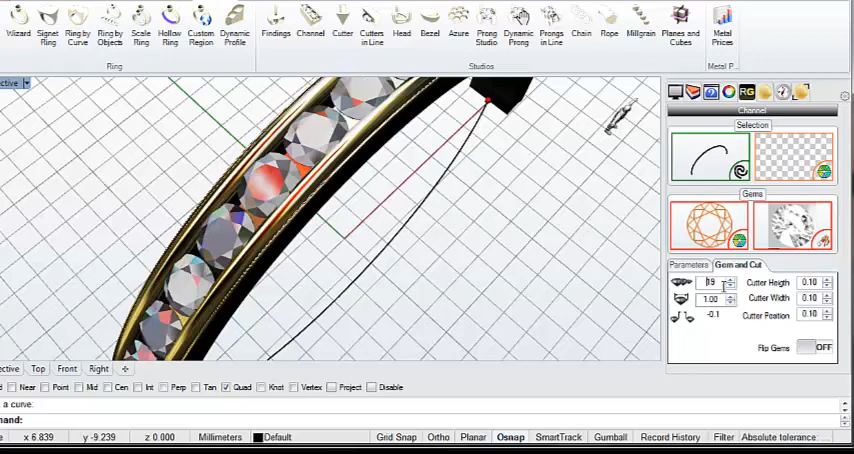 Wizard Signet Ring Ring by Curve Ring by Objects Scale Ring Hollow Ring Custom Region Dynamic Profile Findings Channel Cutter Cutters in Line Head Bezel Azure Prong Studio Dynamic Prong Prongs in Line Chain Rope Millgrain Planes and Cubes Metal Prices
Ring Studios Metal P...
ctive
RG
Channel
Selection
Gems
Parameters Gem and Cut
19 Cutter Heigth 0.10
1.00 Cutter Width 0.10
-0.1 Cutter Position 0.10
Flip Gems OFF
ective Top Front Right
d Near Point Mid Cen Int Perp Tan Quad Knot Vertex Project Disable
a curve:
mand:
e x 6.839 y -9.239 z 0.000 Millimeters Default Grid Snap Ortho Planar Osnap SmartTrack Gumball Record History Filter Absolute tolerance: ...